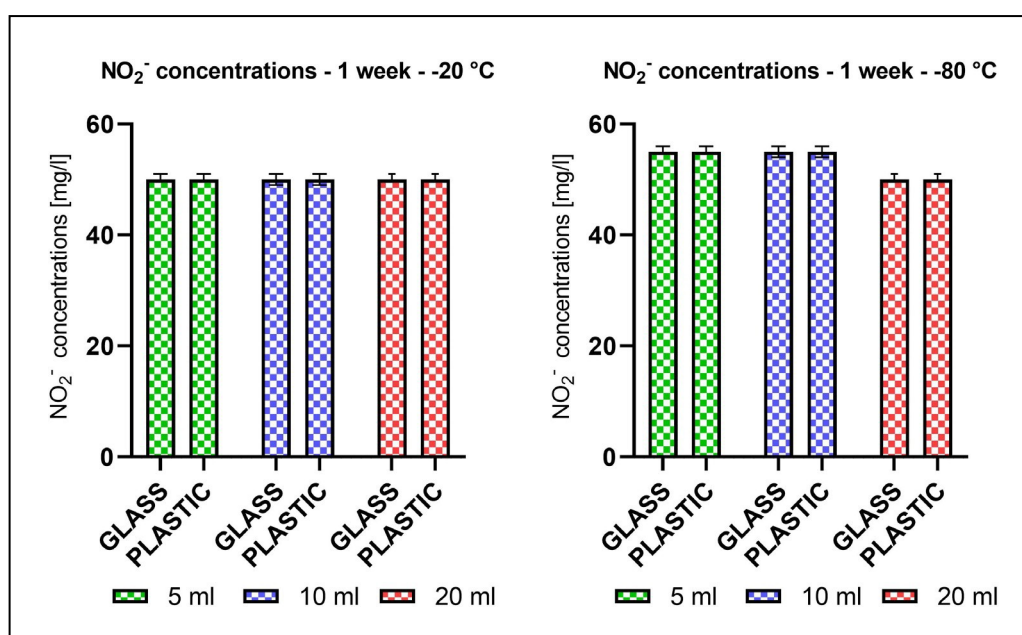 NO₂⁻ concentrations - 1 week - -20 °C
NO₂⁻ concentrations [mg/l]
60
40
20
0
GLASS PLASTIC GLASS PLASTIC GLASS PLASTIC
5 ml 10 ml 20 ml
NO₂⁻ concentrations - 1 week - -80 °C
NO₂⁻ concentrations [mg/l]
60
40
20
0
GLASS PLASTIC GLASS PLASTIC GLASS PLASTIC
5 ml 10 ml 20 ml